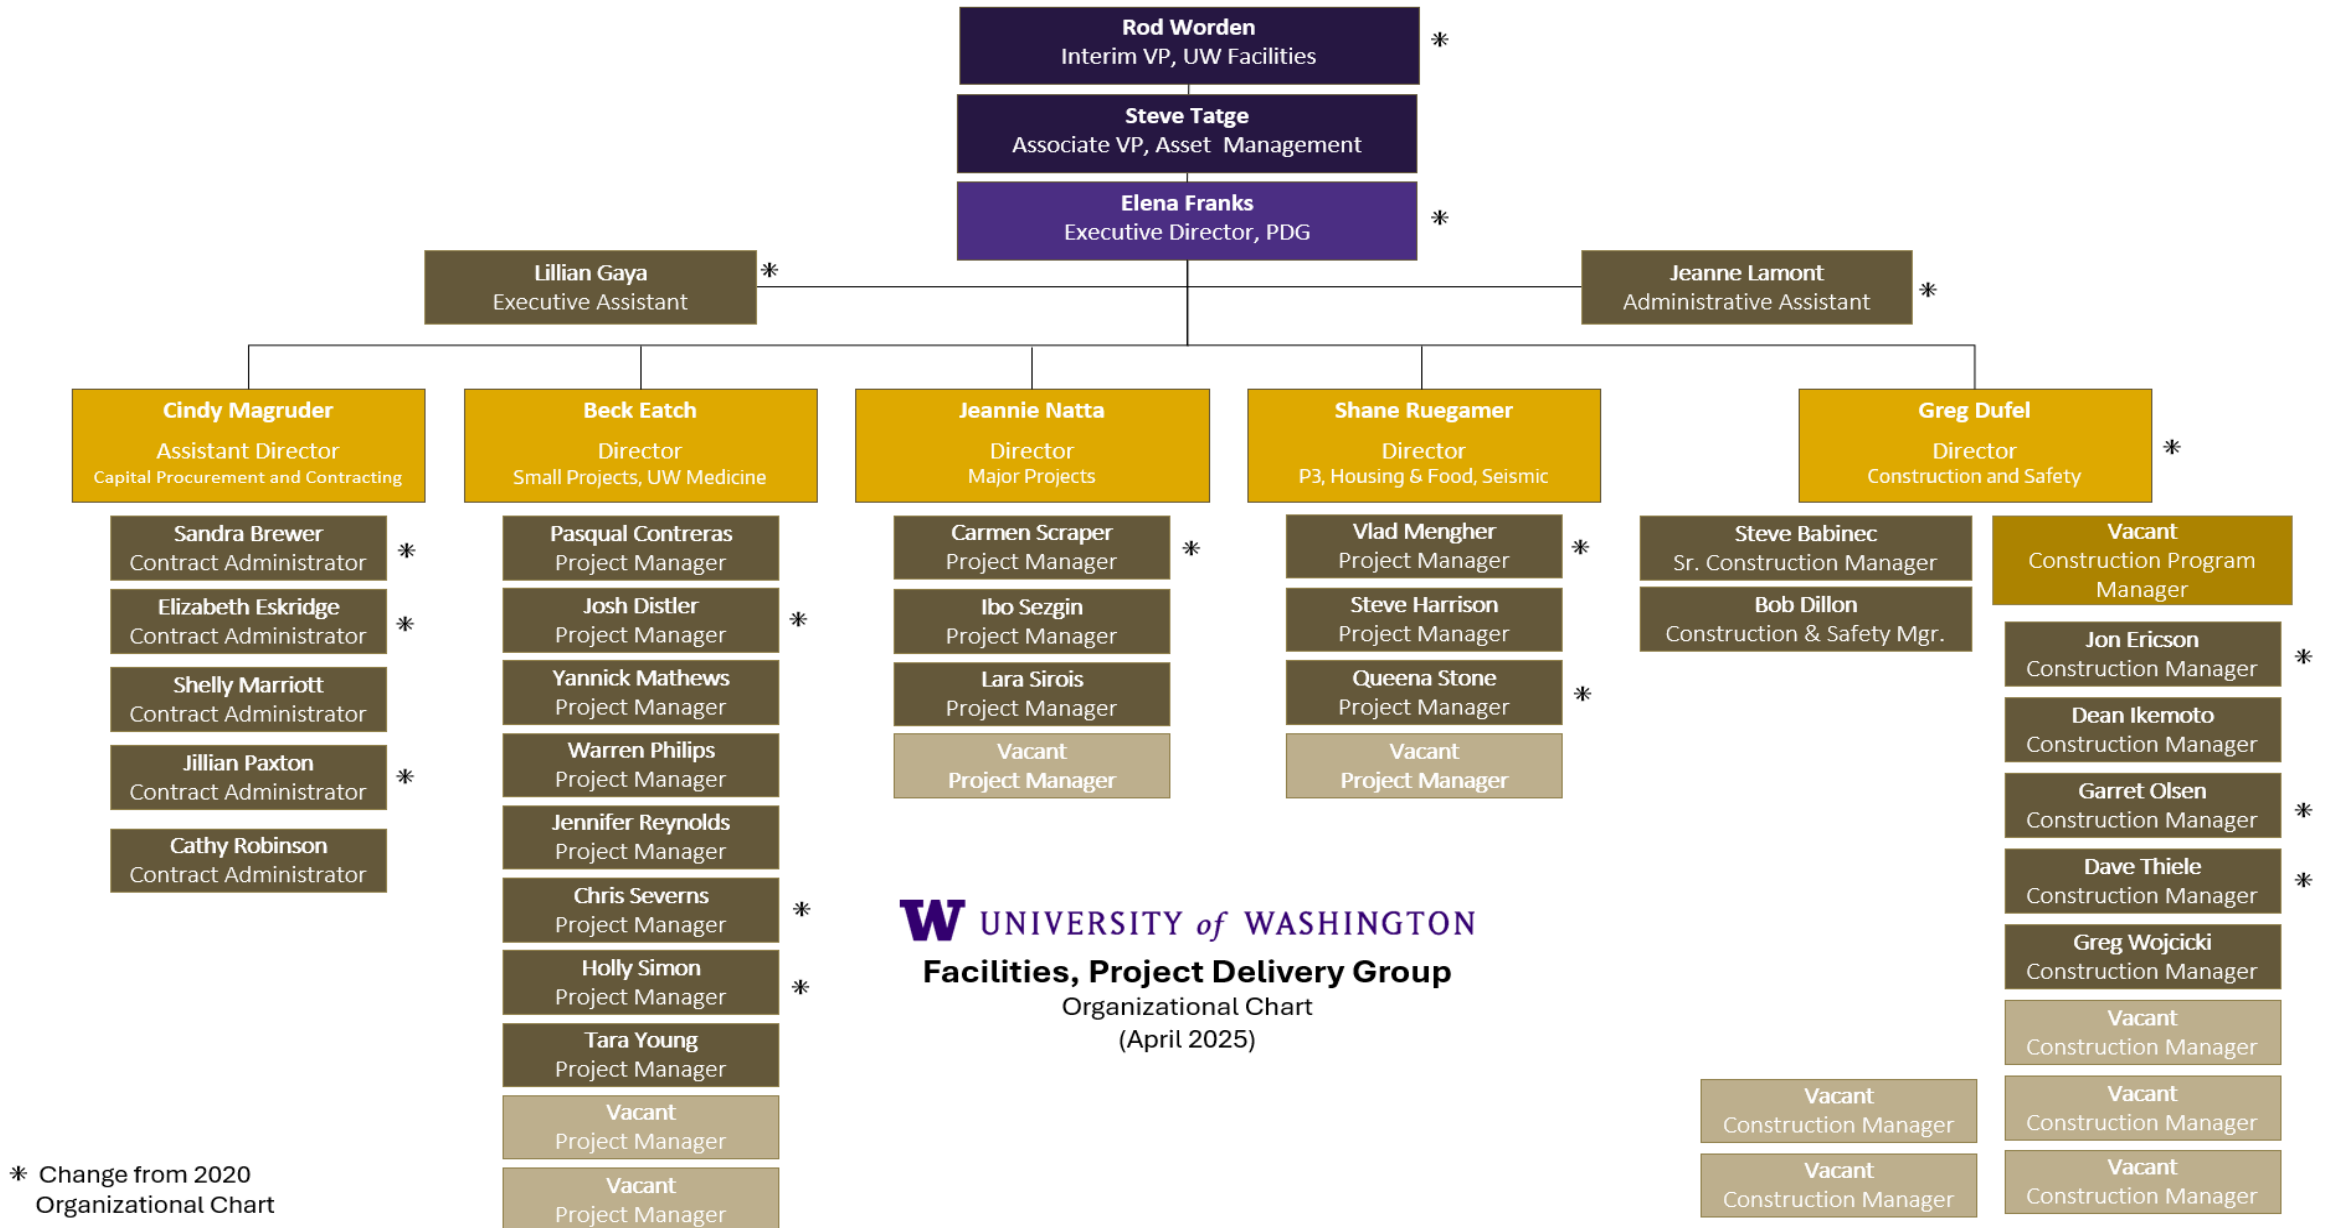 Rod Worden
Interim VP, UW Facilities
*
Steve Tatge
Associate VP, Asset  Management
Elena Franks
Executive Director, PDG
*
Lillian Gaya
Executive Assistant
*
Jeanne Lamont
Administrative Assistant
*
Cindy Magruder
Assistant Director
Capital Procurement and Contracting
Beck Eatch
Director
Small Projects, UW Medicine
Jeannie Natta
Director
Major Projects
Shane Ruegamer
Director
P3, Housing & Food, Seismic
Greg Dufel
Director
Construction and Safety
*
Sandra Brewer
Contract Administrator
*
Elizabeth Eskridge
Contract Administrator
*
Shelly Marriott
Contract Administrator
Jillian Paxton
Contract Administrator
*
Cathy Robinson
Contract Administrator
Pasqual Contreras
Project Manager
Josh Distler
Project Manager
*
Yannick Mathews
Project Manager
Warren Philips
Project Manager
Jennifer Reynolds
Project Manager
Chris Severns
Project Manager
*
Holly Simon
Project Manager
*
Tara Young
Project Manager
Vacant
Project Manager
Vacant
Project Manager
Carmen Scraper
Project Manager
*
Ibo Sezgin
Project Manager
Lara Sirois
Project Manager
Vacant
Project Manager
Vlad Mengher
Project Manager
*
Steve Harrison
Project Manager
Queena Stone
Project Manager
*
Vacant
Project Manager
Steve Babinec
Sr. Construction Manager
Bob Dillon
Construction & Safety Mgr.
Vacant
Construction Program
Manager
Jon Ericson
Construction Manager
*
Dean Ikemoto
Construction Manager
Garret Olsen
Construction Manager
*
Dave Thiele
Construction Manager
*
Greg Wojcicki
Construction Manager
Vacant
Construction Manager
Vacant
Construction Manager
Vacant
Construction Manager
Vacant
Construction Manager
Vacant
Construction Manager
W UNIVERSITY of WASHINGTON
Facilities, Project Delivery Group
Organizational Chart
(April 2025)
* Change from 2020
Organizational Chart